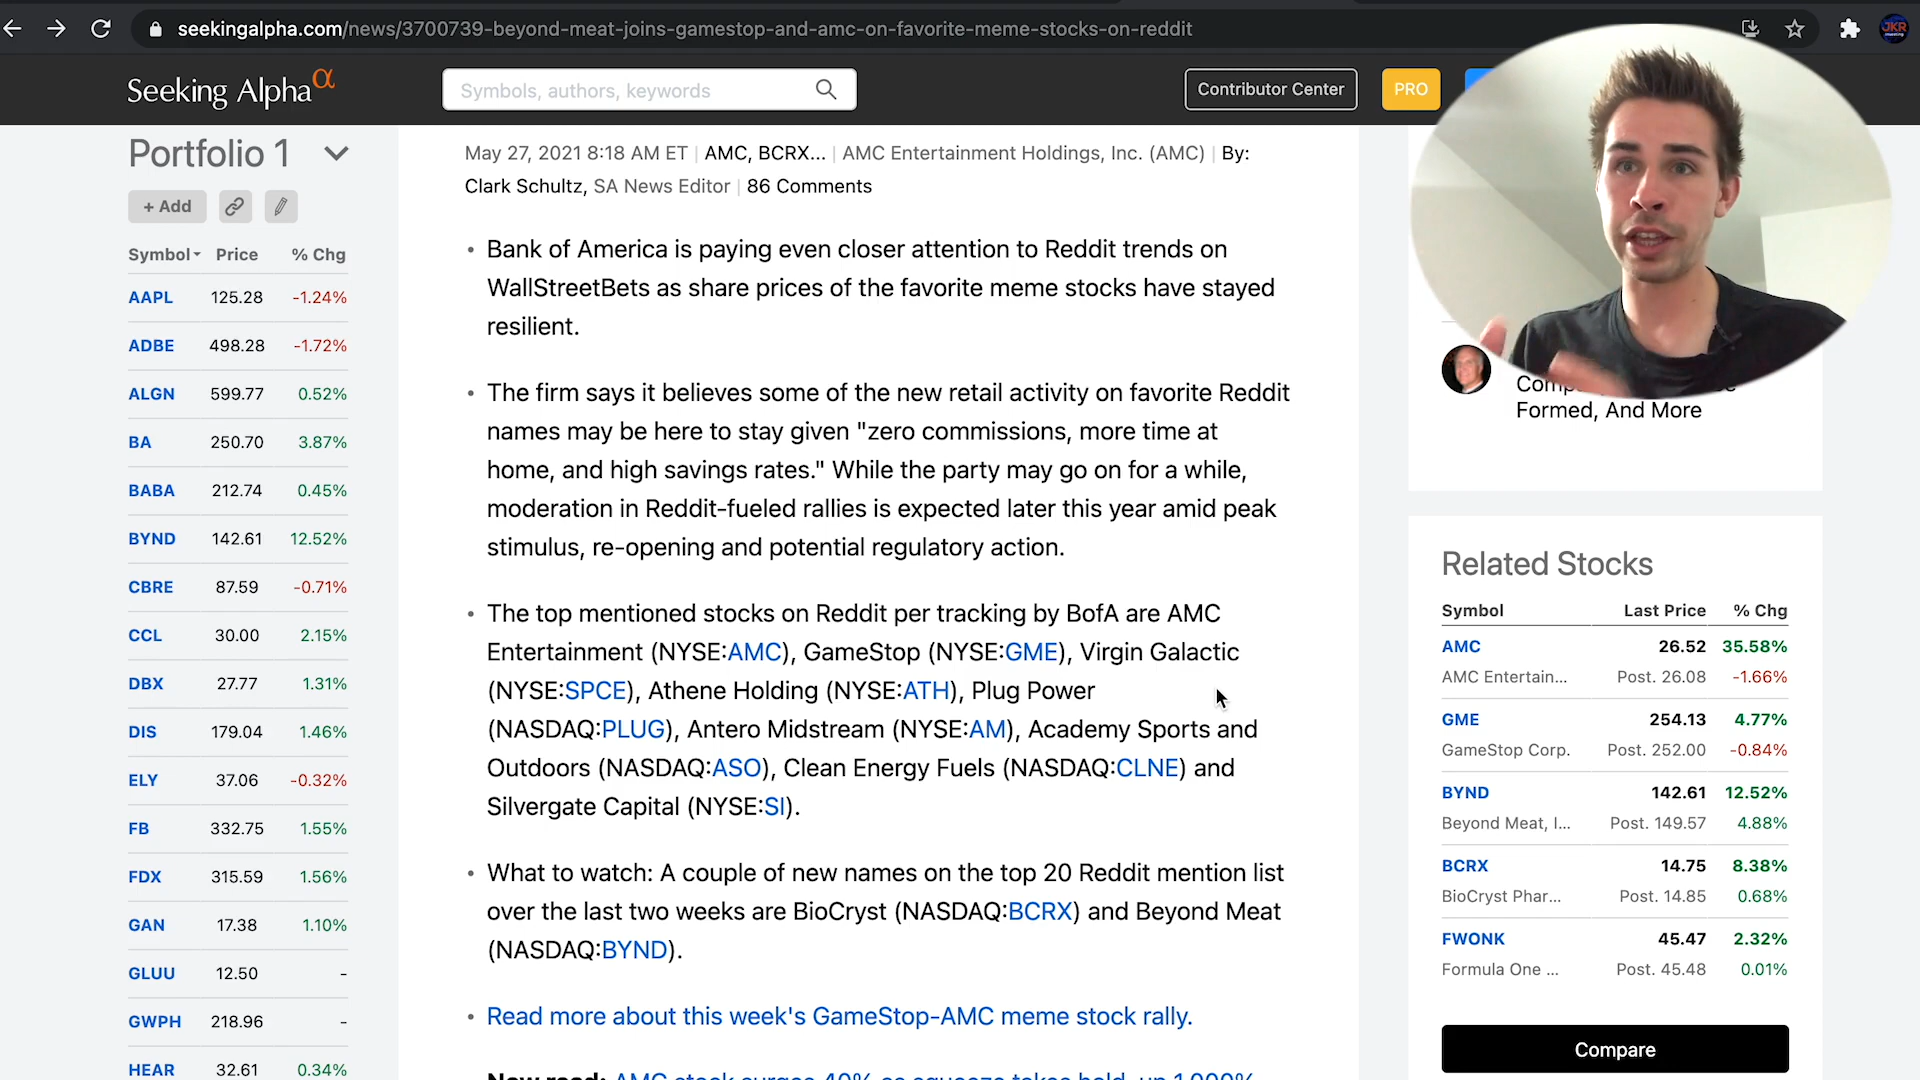 seekingalpha.com/news/3700739-beyond-meat-joins-gamestop-and-amc-on-favorite-meme-stocks-on-reddit
JKR
Seeking Alpha α
Symbols, authors, keywords
Contributor Center
PRO
Portfolio 1
+ Add
Symbol Price % Chg
AAPL 125.28 -1.24%
ADBE 498.28 -1.72%
ALGN 599.77 0.52%
BA 250.70 3.87%
BABA 212.74 0.45%
BYND 142.61 12.52%
CBRE 87.59 -0.71%
CCL 30.00 2.15%
DBX 27.77 1.31%
DIS 179.04 1.46%
ELY 37.06 -0.32%
FB 332.75 1.55%
FDX 315.59 1.56%
GAN 17.38 1.10%
GLUU 12.50 -
GWPH 218.96 -
HEAR 32.61 0.34%
May 27, 2021 8:18 AM ET | AMC, BCRX... | AMC Entertainment Holdings, Inc. (AMC) | By:
Clark Schultz, SA News Editor | 86 Comments
• Bank of America is paying even closer attention to Reddit trends on
WallStreetBets as share prices of the favorite meme stocks have stayed
resilient.
• The firm says it believes some of the new retail activity on favorite Reddit
names may be here to stay given "zero commissions, more time at
home, and high savings rates." While the party may go on for a while,
moderation in Reddit-fueled rallies is expected later this year amid peak
stimulus, re-opening and potential regulatory action.
• The top mentioned stocks on Reddit per tracking by BofA are AMC
Entertainment (NYSE:AMC), GameStop (NYSE:GME), Virgin Galactic
(NYSE:SPCE), Athene Holding (NYSE:ATH), Plug Power
(NASDAQ:PLUG), Antero Midstream (NYSE:AM), Academy Sports and
Outdoors (NASDAQ:ASO), Clean Energy Fuels (NASDAQ:CLNE) and
Silvergate Capital (NYSE:SI).
• What to watch: A couple of new names on the top 20 Reddit mention list
over the last two weeks are BioCryst (NASDAQ:BCRX) and Beyond Meat
(NASDAQ:BYND).
• Read more about this week's GameStop-AMC meme stock rally.
Now read: AMC stock surges 40% as squeeze takes hold, up 1,000%
Formed, And More
Related Stocks
Symbol Last Price % Chg
AMC 26.52 35.58%
AMC Entertain... Post. 26.08 -1.66%
GME 254.13 4.77%
GameStop Corp. Post. 252.00 -0.84%
BYND 142.61 12.52%
Beyond Meat, I... Post. 149.57 4.88%
BCRX 14.75 8.38%
BioCryst Phar... Post. 14.85 0.68%
FWONK 45.47 2.32%
Formula One ... Post. 45.48 0.01%
Compare